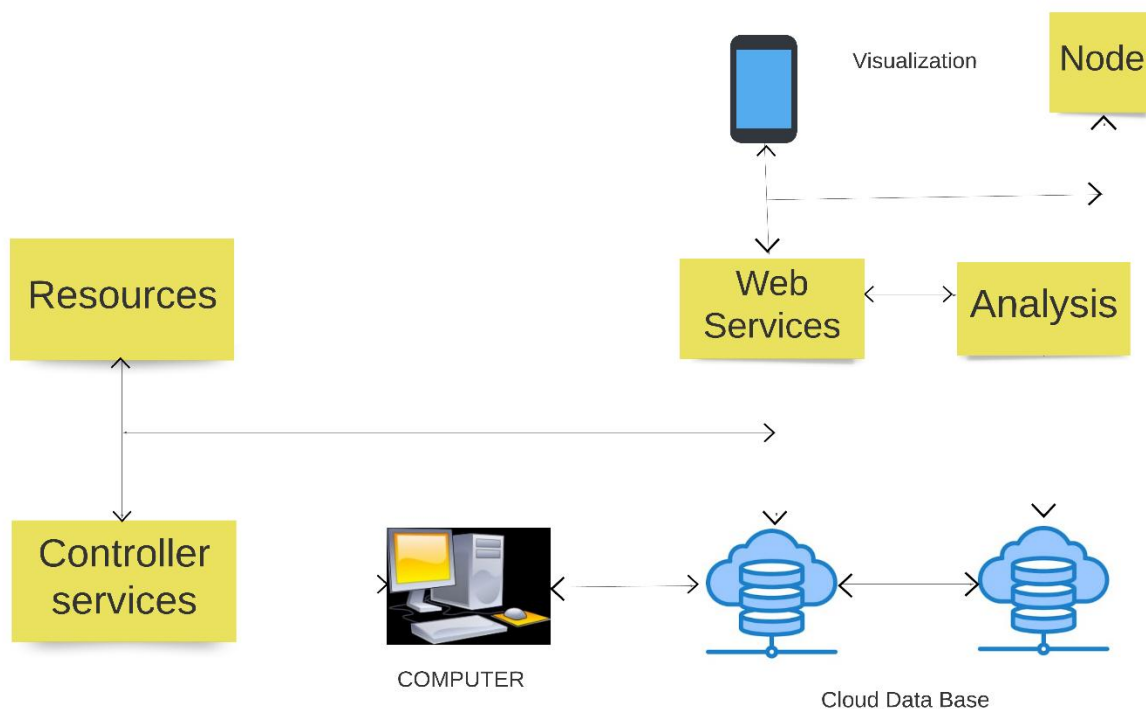 Visualization
Node
Resources
Web
Services
Analysis
Controller
services
COMPUTER
Cloud Data Base